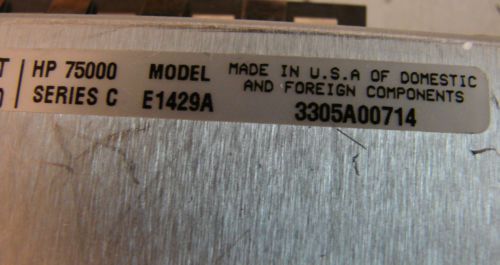 HP 75000 MODEL MADE IN U.S.A OF DOMESTIC
SERIES C E1429A AND FOREIGN COMPONENTS
3305A00714